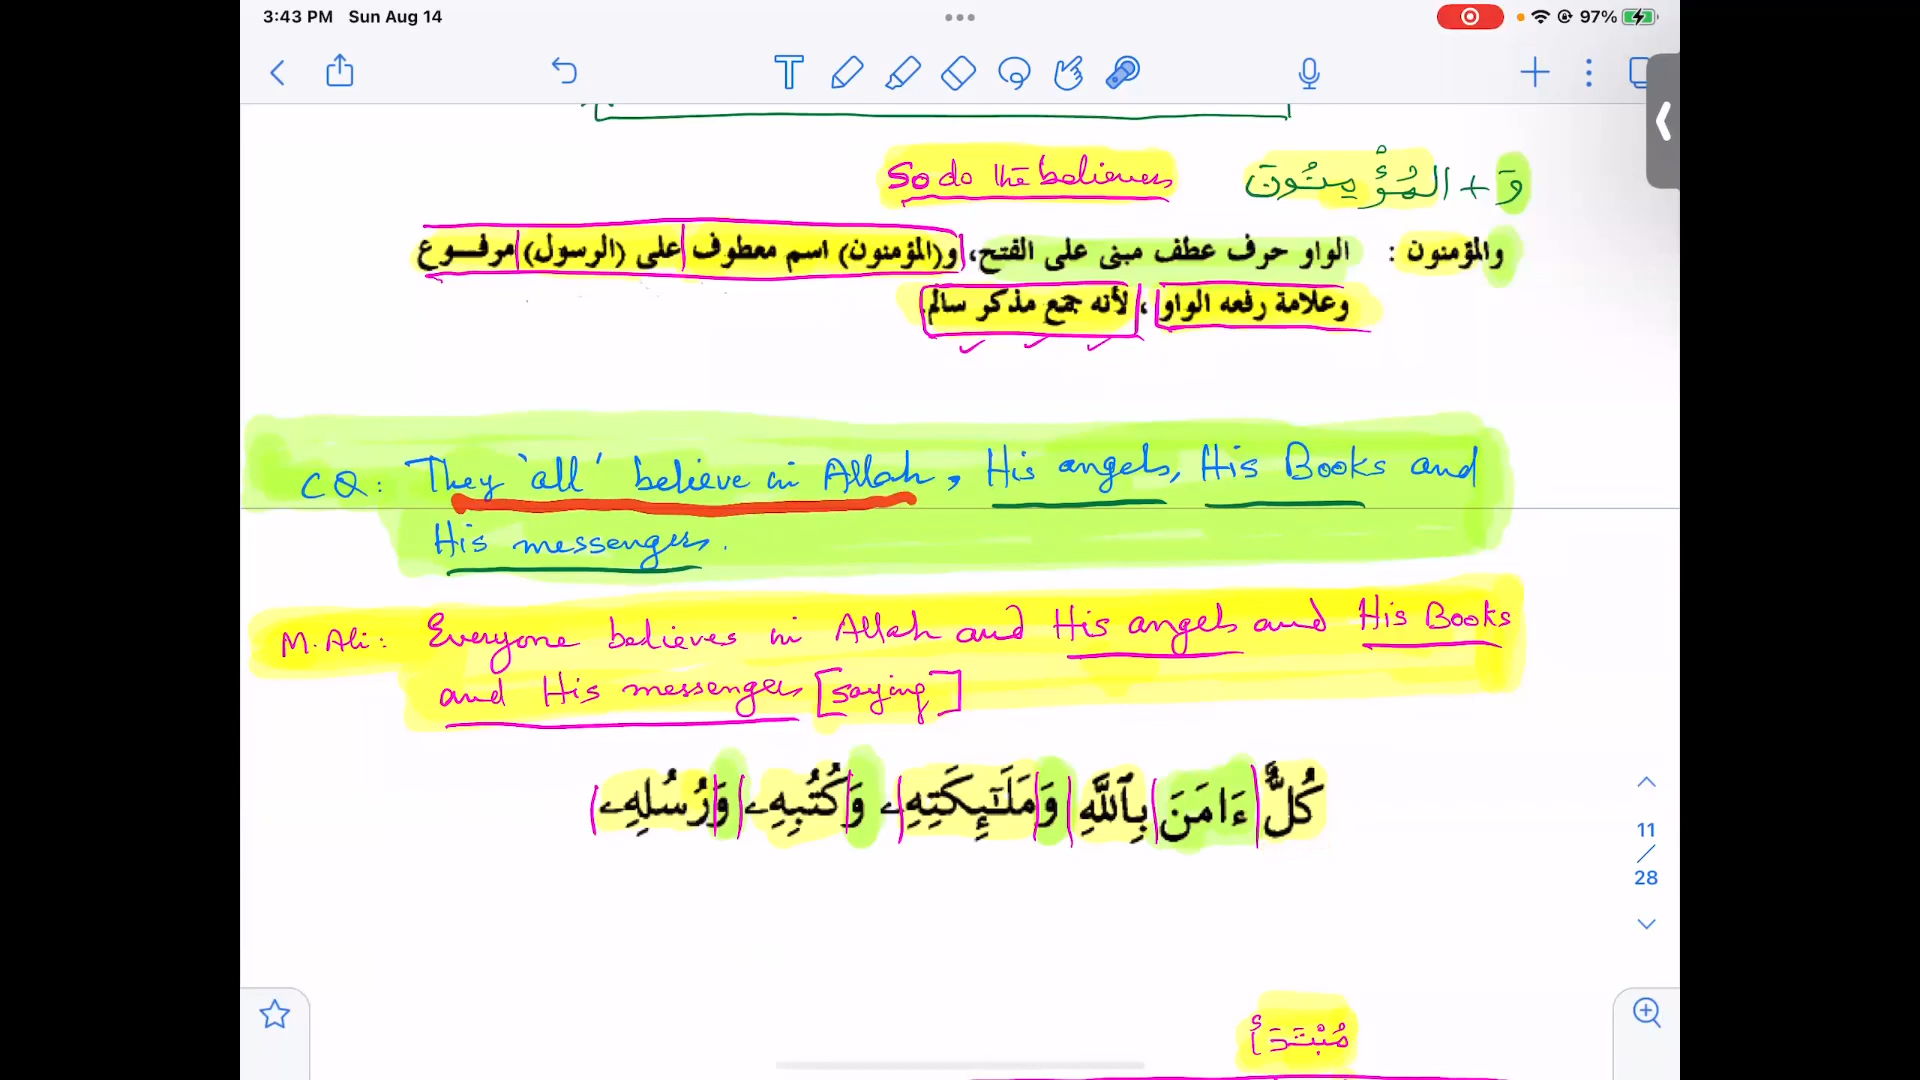 3:43 PM Sun Aug 14
97%
So do the believers
وَ + الْمُؤْمِنُونَ
والمؤمنون : الواو حرف عطف مبنى على الفتح، و(المؤمنون) اسم معطوف على (الرسول) مرفوع
وعلامة رفعه الواو ، لأنه جمع مذكر سالم.
CQ: They 'all' believe in Allah, His angels, His Books and
His messengers.
M. Ali: Everyone believes in Allah and His angels and His Books
and His messengers [saying]
كُلٌّ ءَامَنَ بِٱللَّهِ وَمَلَٰٓئِكَتِهِۦ وَكُتُبِهِۦ وَرُسُلِهِۦ
11
/
28
مُبْتَدَأ